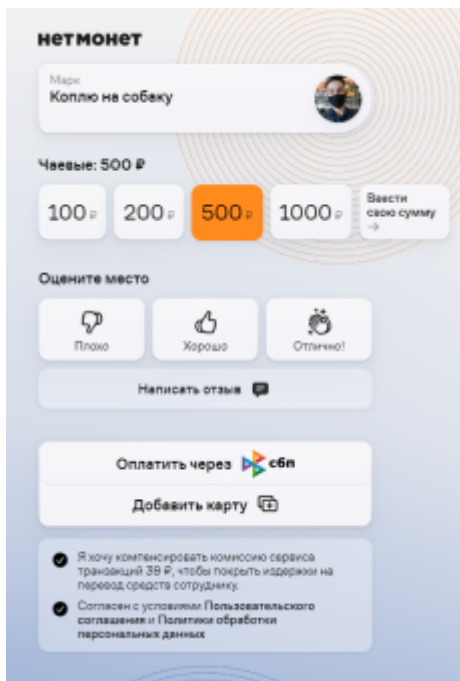 нетмонет
Марк
Коплю на собаку
Чаевые: 500 ₽
100 ₽ 200 ₽ 500 ₽ 1000 ₽ Ввести
свою сумму
→
Оцените место
Плохо Хорошо Отлично!
Написать отзыв
Оплатить через сбп
Добавить карту
Я хочу компенсировать комиссию сервиса
транзакций 39 ₽, чтобы покрыть издержки на
перевод средств сотруднику.
Согласен с условиями Пользовательского
соглашения и Политики обработки
персональных данных